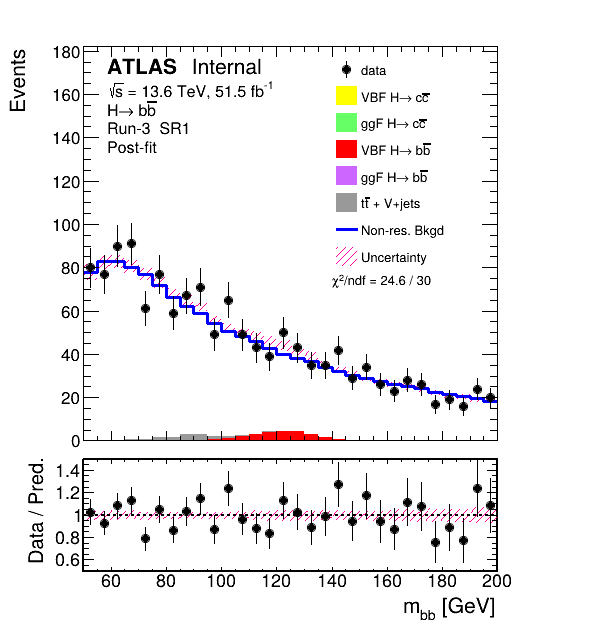 Events
180
160
140
120
100
80
60
40
20
0
ATLAS Internal
√s = 13.6 TeV, 51.5 fb⁻¹
H→ bb̅
Run-3 SR1
Post-fit
data
VBF H→ cc̅
ggF H→ cc̅
VBF H→ bb̅
ggF H→ bb̅
tt̅ + V+jets
Non-res. Bkgd
Uncertainty
χ²/ndf = 24.6 / 30
Data / Pred.
1.4
1.2
1
0.8
0.6
60 80 100 120 140 160 180 200
m_bb [GeV]